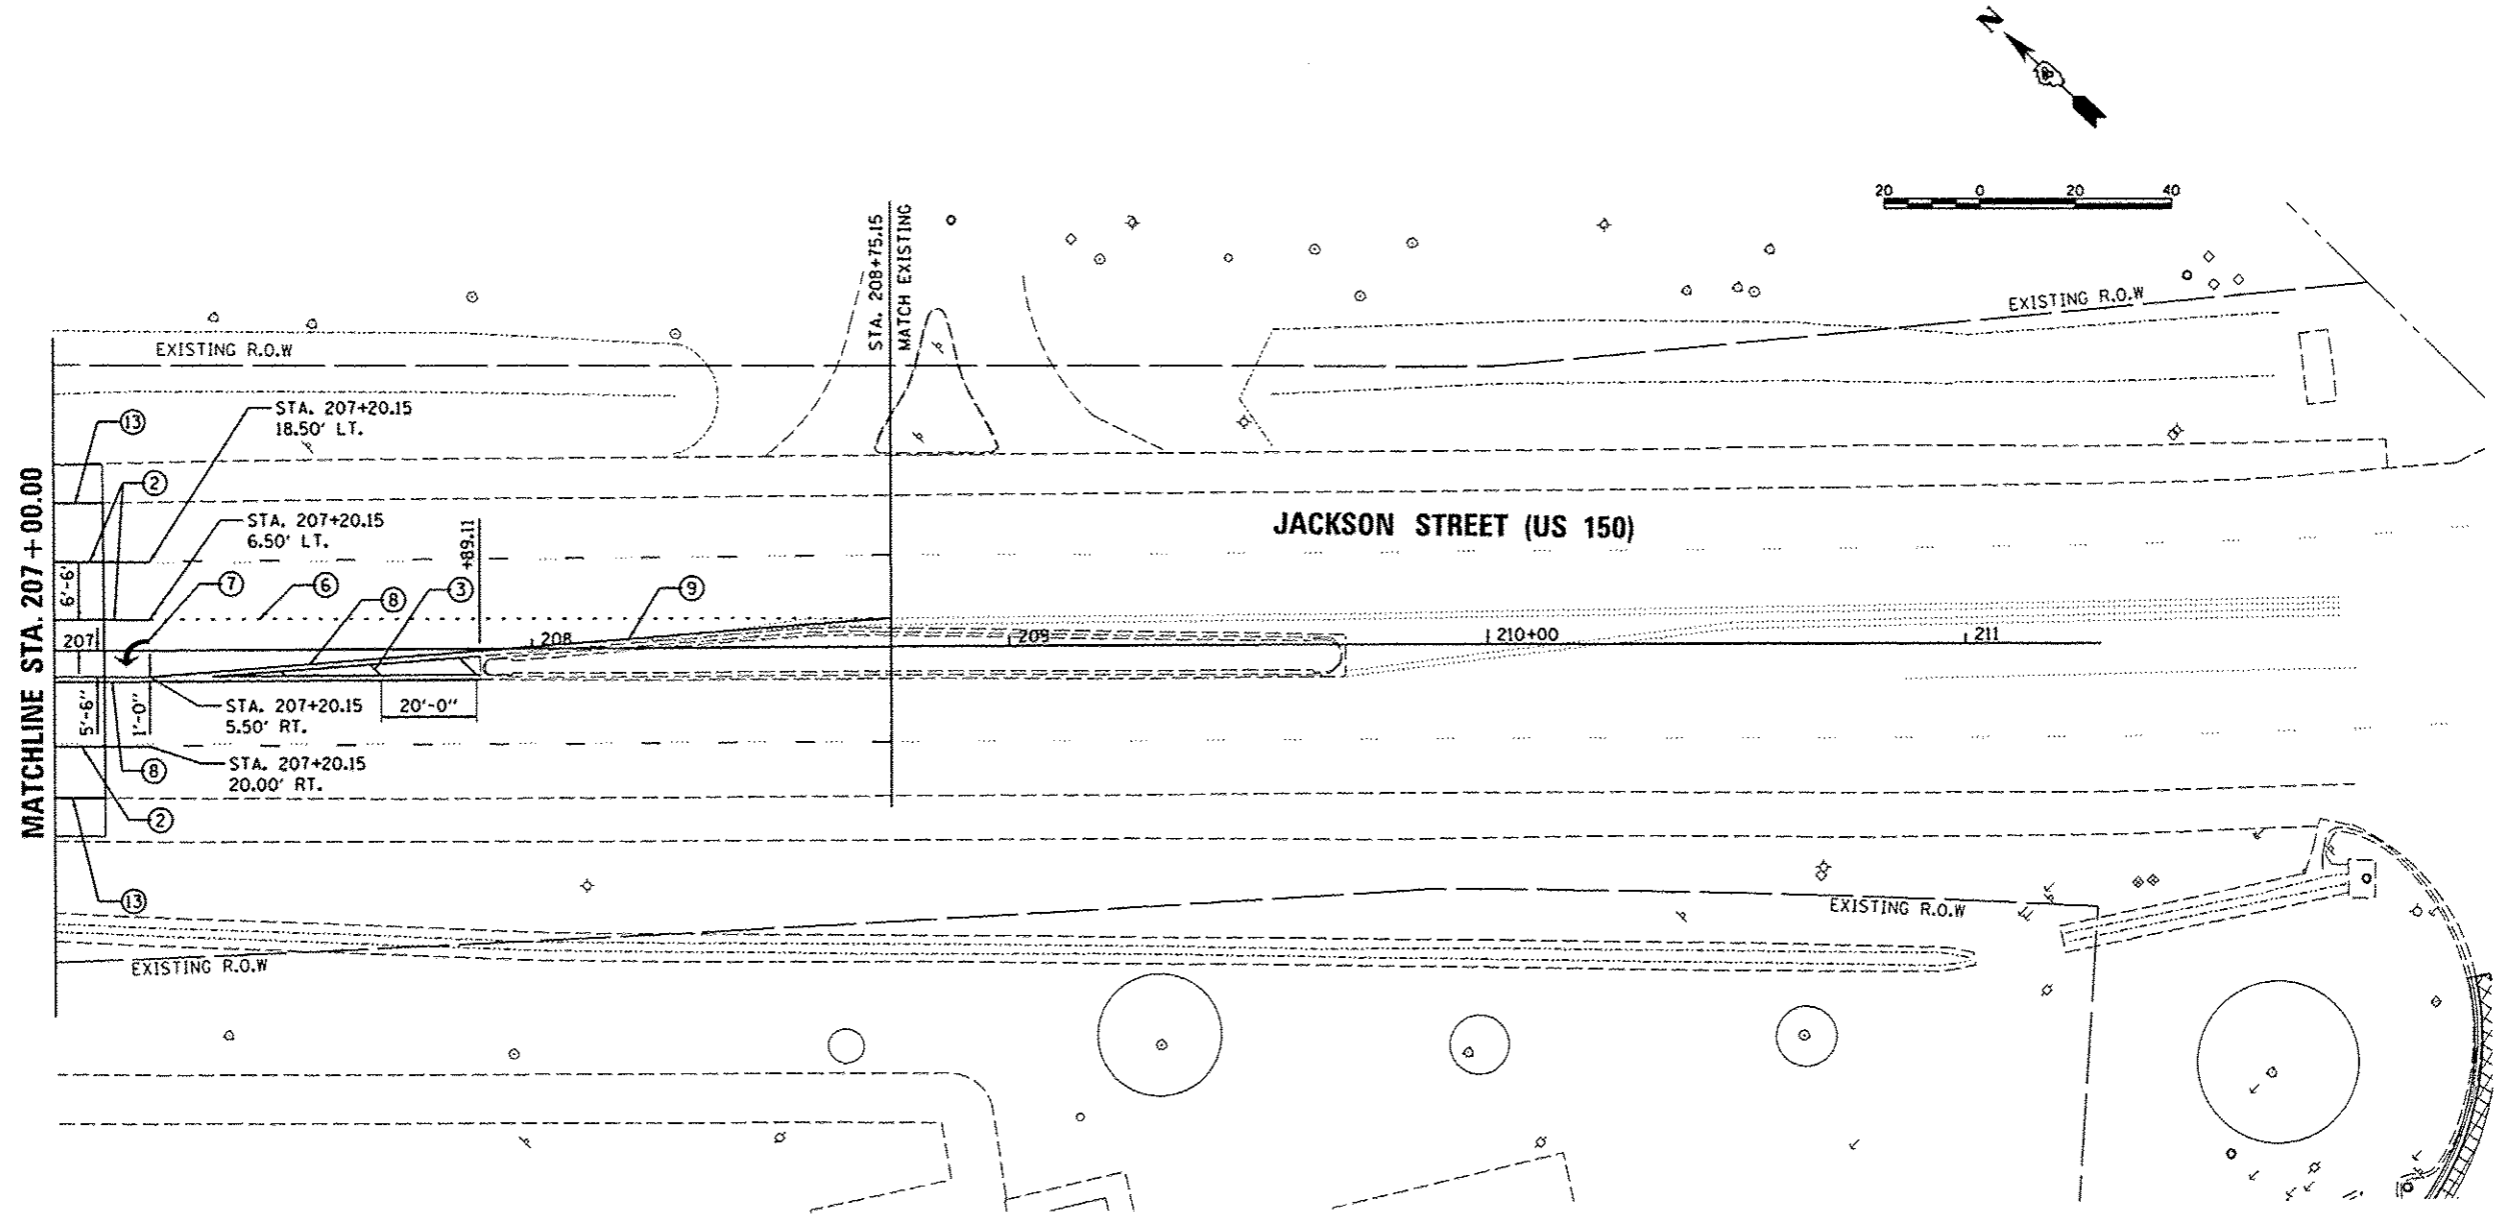 N
20 0 20 40
STA. 208+75.15
MATCH EXISTING
EXISTING R.O.W
EXISTING R.O.W
STA. 207+20.15
18.50' LT.
13
2
STA. 207+20.15
6.50' LT.
+89.11
JACKSON STREET (US 150)
MATCHLINE STA. 207+00.00
6'-6'
7
6
8
3
9
207
208
209
210+00
211
5'-6"
1'-0"
STA. 207+20.15
5.50' RT.
20'-0"
8
STA. 207+20.15
20.00' RT.
2
13
EXISTING R.O.W
EXISTING R.O.W